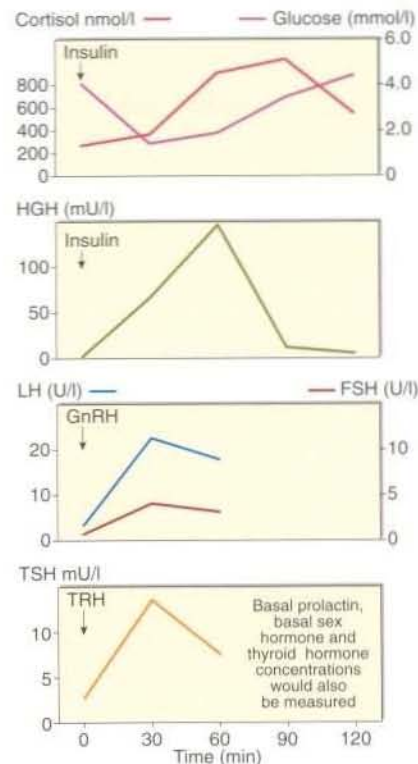 Cortisol nmol/l Glucose (mmol/l)
Insulin
6.0
800
600
400
200
0
4.0
2.0
0
HGH (mU/l)
Insulin
100
50
0
LH (U/l) FSH (U/l)
GnRH
20
10
0
10
5
0
TSH mU/l
TRH
10
5
0
Basal prolactin,
basal sex
hormone and
thyroid hormone
concentrations
would also
be measured
0 30 60 90 120
Time (min)